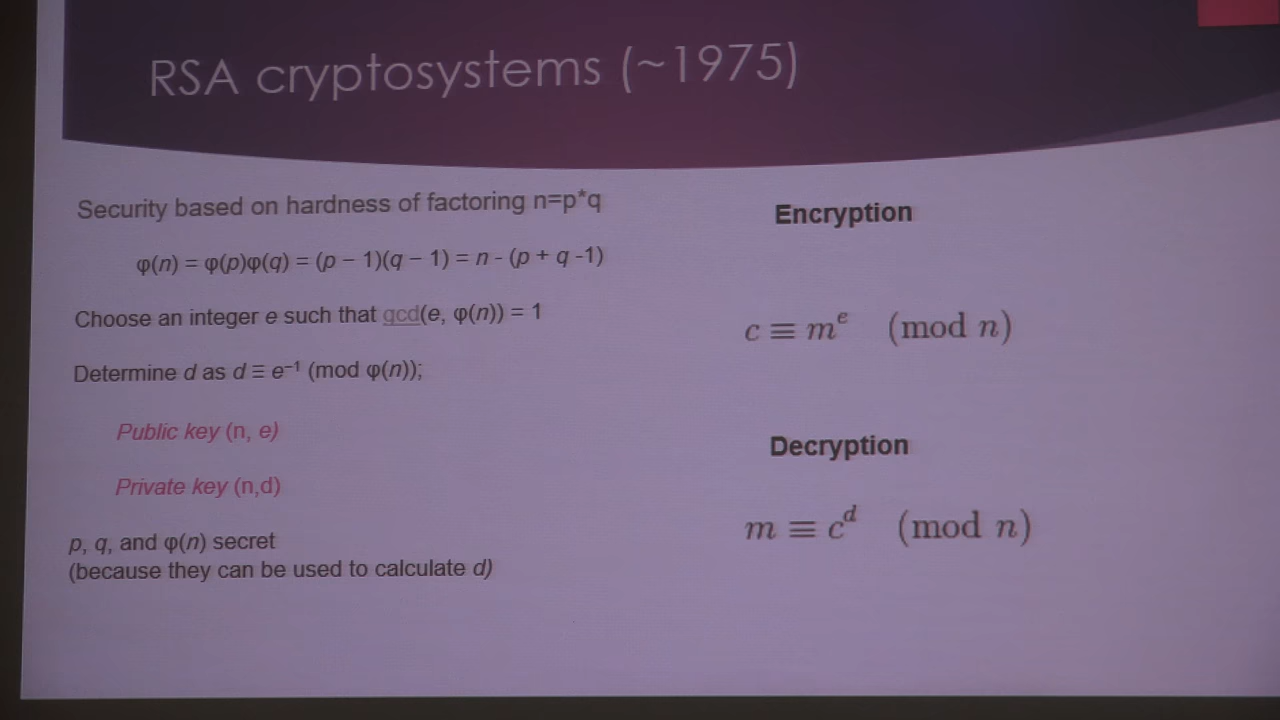 RSA cryptosystems (~1975)
Security based on hardness of factoring n=p*q
φ(n) = φ(p)φ(q) = (p − 1)(q − 1) = n - (p + q -1)
Choose an integer e such that gcd(e, φ(n)) = 1
Determine d as d ≡ e⁻¹ (mod φ(n));
Public key (n, e)
Private key (n,d)
p, q, and φ(n) secret
(because they can be used to calculate d)
Encryption
c ≡ mᵉ (mod n)
Decryption
m ≡ cᵈ (mod n)